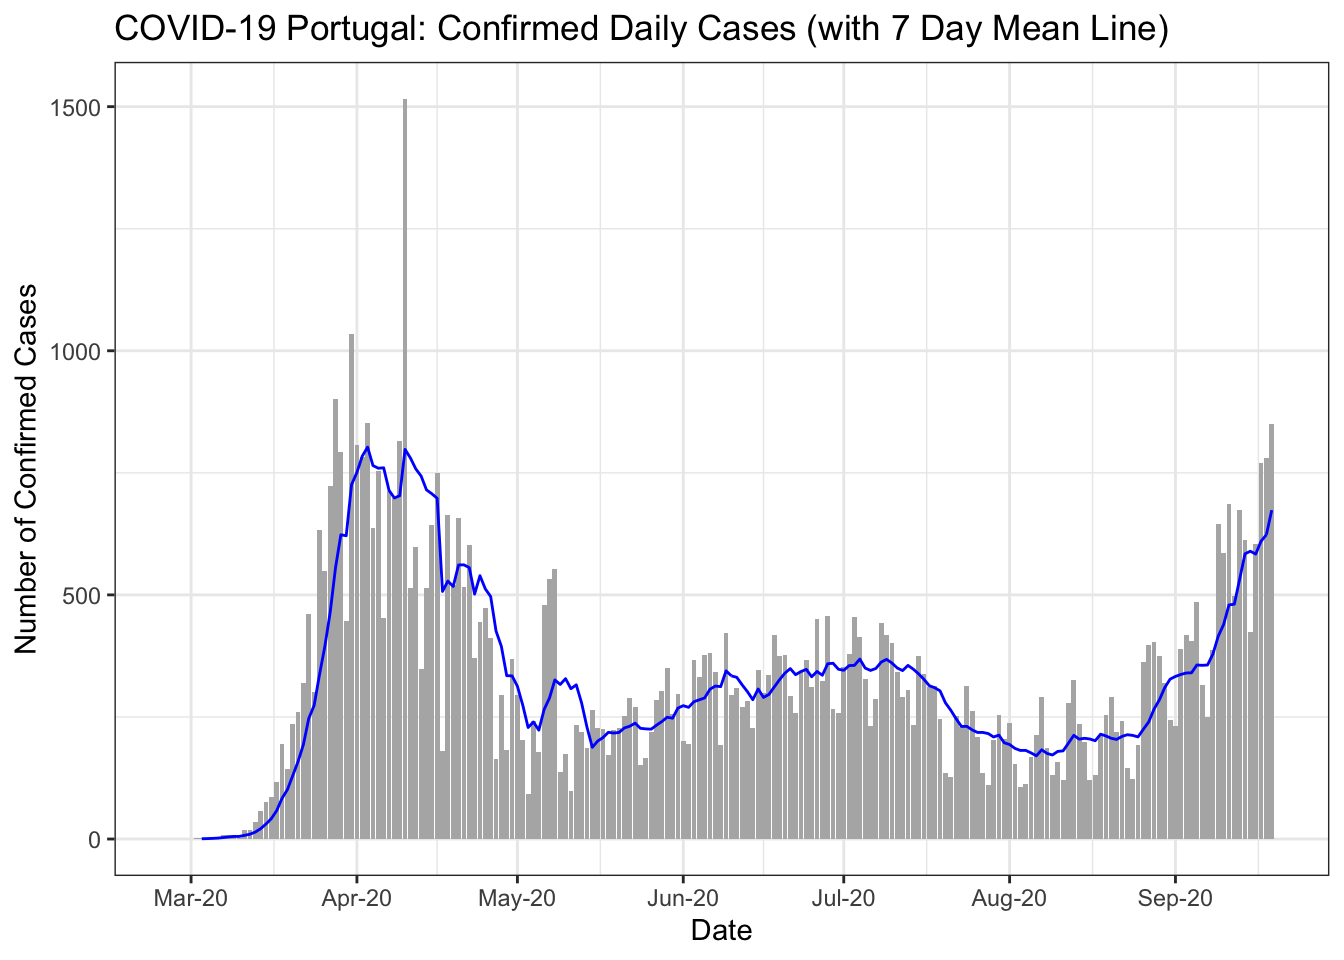 COVID-19 Portugal: Confirmed Daily Cases (with 7 Day Mean Line)
Number of Confirmed Cases
1500
1000
500
0
Mar-20 Apr-20 May-20 Jun-20 Jul-20 Aug-20 Sep-20
Date